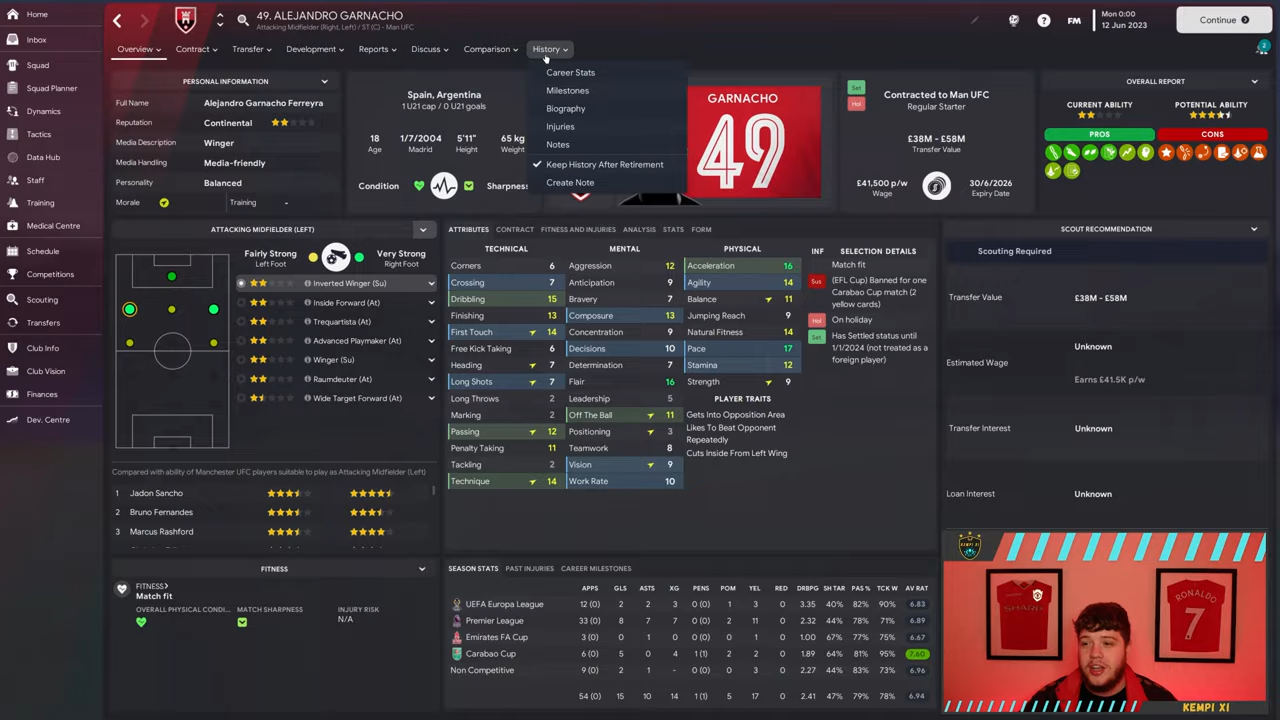 Home
Inbox
Squad
Squad Planner
Dynamics
Tactics
Data Hub
Staff
Training
Medical Centre
Schedule
Competitions
Scouting
Transfers
Club Info
Club Vision
Finances
Dev. Centre
49. ALEJANDRO GARNACHO
Attacking Midfielder (Right, Left) / ST (C) - Man UFC
FM
Mon 0:00
12 Jun 2023
Continue
2
Overview
Contract
Transfer
Development
Reports
Discuss
Comparison
History
Career Stats
Milestones
Biography
Injuries
Notes
Keep History After Retirement
Create Note
PERSONAL INFORMATION
Full Name Alejandro Garnacho Ferreyra
Reputation Continental
Media Description Winger
Media Handling Media-friendly
Personality Balanced
Morale Training -
Spain, Argentina
1 U21 cap / 0 U21 goals
18 1/7/2004 5'11" 65 kg
Age Madrid Height Weight
Condition Sharpness
GARNACHO
49
Set
Hol
Contracted to Man UFC
Regular Starter
£38M - £58M
Transfer Value
£41,500 p/w 30/6/2026
Wage Expiry Date
OVERALL REPORT
CURRENT ABILITY POTENTIAL ABILITY
PROS CONS
ATTACKING MIDFIELDER (LEFT)
Fairly Strong Very Strong
Left Foot Right Foot
Inverted Winger (Su)
Inside Forward (At)
Trequartista (At)
Advanced Playmaker (At)
Winger (Su)
Raumdeuter (At)
Wide Target Forward (At)
Compared with ability of Manchester UFC players suitable to play as Attacking Midfielder (Left)
1 Jadon Sancho
2 Bruno Fernandes
3 Marcus Rashford
FITNESS
FITNESS>
Match fit
OVERALL PHYSICAL CONDI... MATCH SHARPNESS INJURY RISK
N/A
ATTRIBUTES CONTRACT FITNESS AND INJURIES ANALYSIS STATS FORM
TECHNICAL MENTAL PHYSICAL
Corners 6 Aggression 12 Acceleration 16
Crossing 7 Anticipation 9 Agility 14
Dribbling 15 Bravery 7 Balance 11
Finishing 13 Composure 13 Jumping Reach 9
First Touch 14 Concentration 9 Natural Fitness 14
Free Kick Taking 6 Decisions 10 Pace 17
Heading 7 Determination 7 Stamina 12
Long Shots 7 Flair 16 Strength 9
Long Throws 2 Leadership 5
Marking 2 Off The Ball 11
Passing 12 Positioning 3
Penalty Taking 11 Teamwork 8
Tackling 2 Vision 9
Technique 14 Work Rate 10
PLAYER TRAITS
Gets Into Opposition Area
Likes To Beat Opponent
Repeatedly
Cuts Inside From Left Wing
INF SELECTION DETAILS
Match fit
Sus (EFL Cup) Banned for one
Carabao Cup match (2
yellow cards)
Hol On holiday
Set Has Settled status until
1/1/2024 (not treated as a
foreign player)
SCOUT RECOMMENDATION
Scouting Required
Transfer Value £38M - £58M
Estimated Wage Unknown
Earns £41.5K p/w
Transfer Interest Unknown
Loan Interest Unknown
SEASON STATS PAST INJURIES CAREER MILESTONES
APPS GLS ASTS XG PENS POM YEL RED DRBPG SH TAR PAS % TCK W AV RAT
UEFA Europa League 12 (0) 2 2 3 0 (0) 1 3 0 3.35 40% 82% 90% 6.83
Premier League 33 (0) 8 7 7 0 (0) 2 11 0 2.32 44% 78% 71% 6.89
Emirates FA Cup 3 (0) 0 1 0 0 (0) 0 1 0 1.00 67% 77% 75% 6.67
Carabao Cup 6 (0) 5 0 4 1 (1) 2 2 0 1.89 64% 81% 95% 7.60
Non Competitive 9 (0) 2 1 - 0 (0) 0 3 0 2.27 44% 83% 73% 6.96
54 (0) 15 10 14 1 (1) 5 17 0 2.41 47% 79% 78% 6.94
KEMPI XI
SHARP
RONALDO
7
KEMPI XI